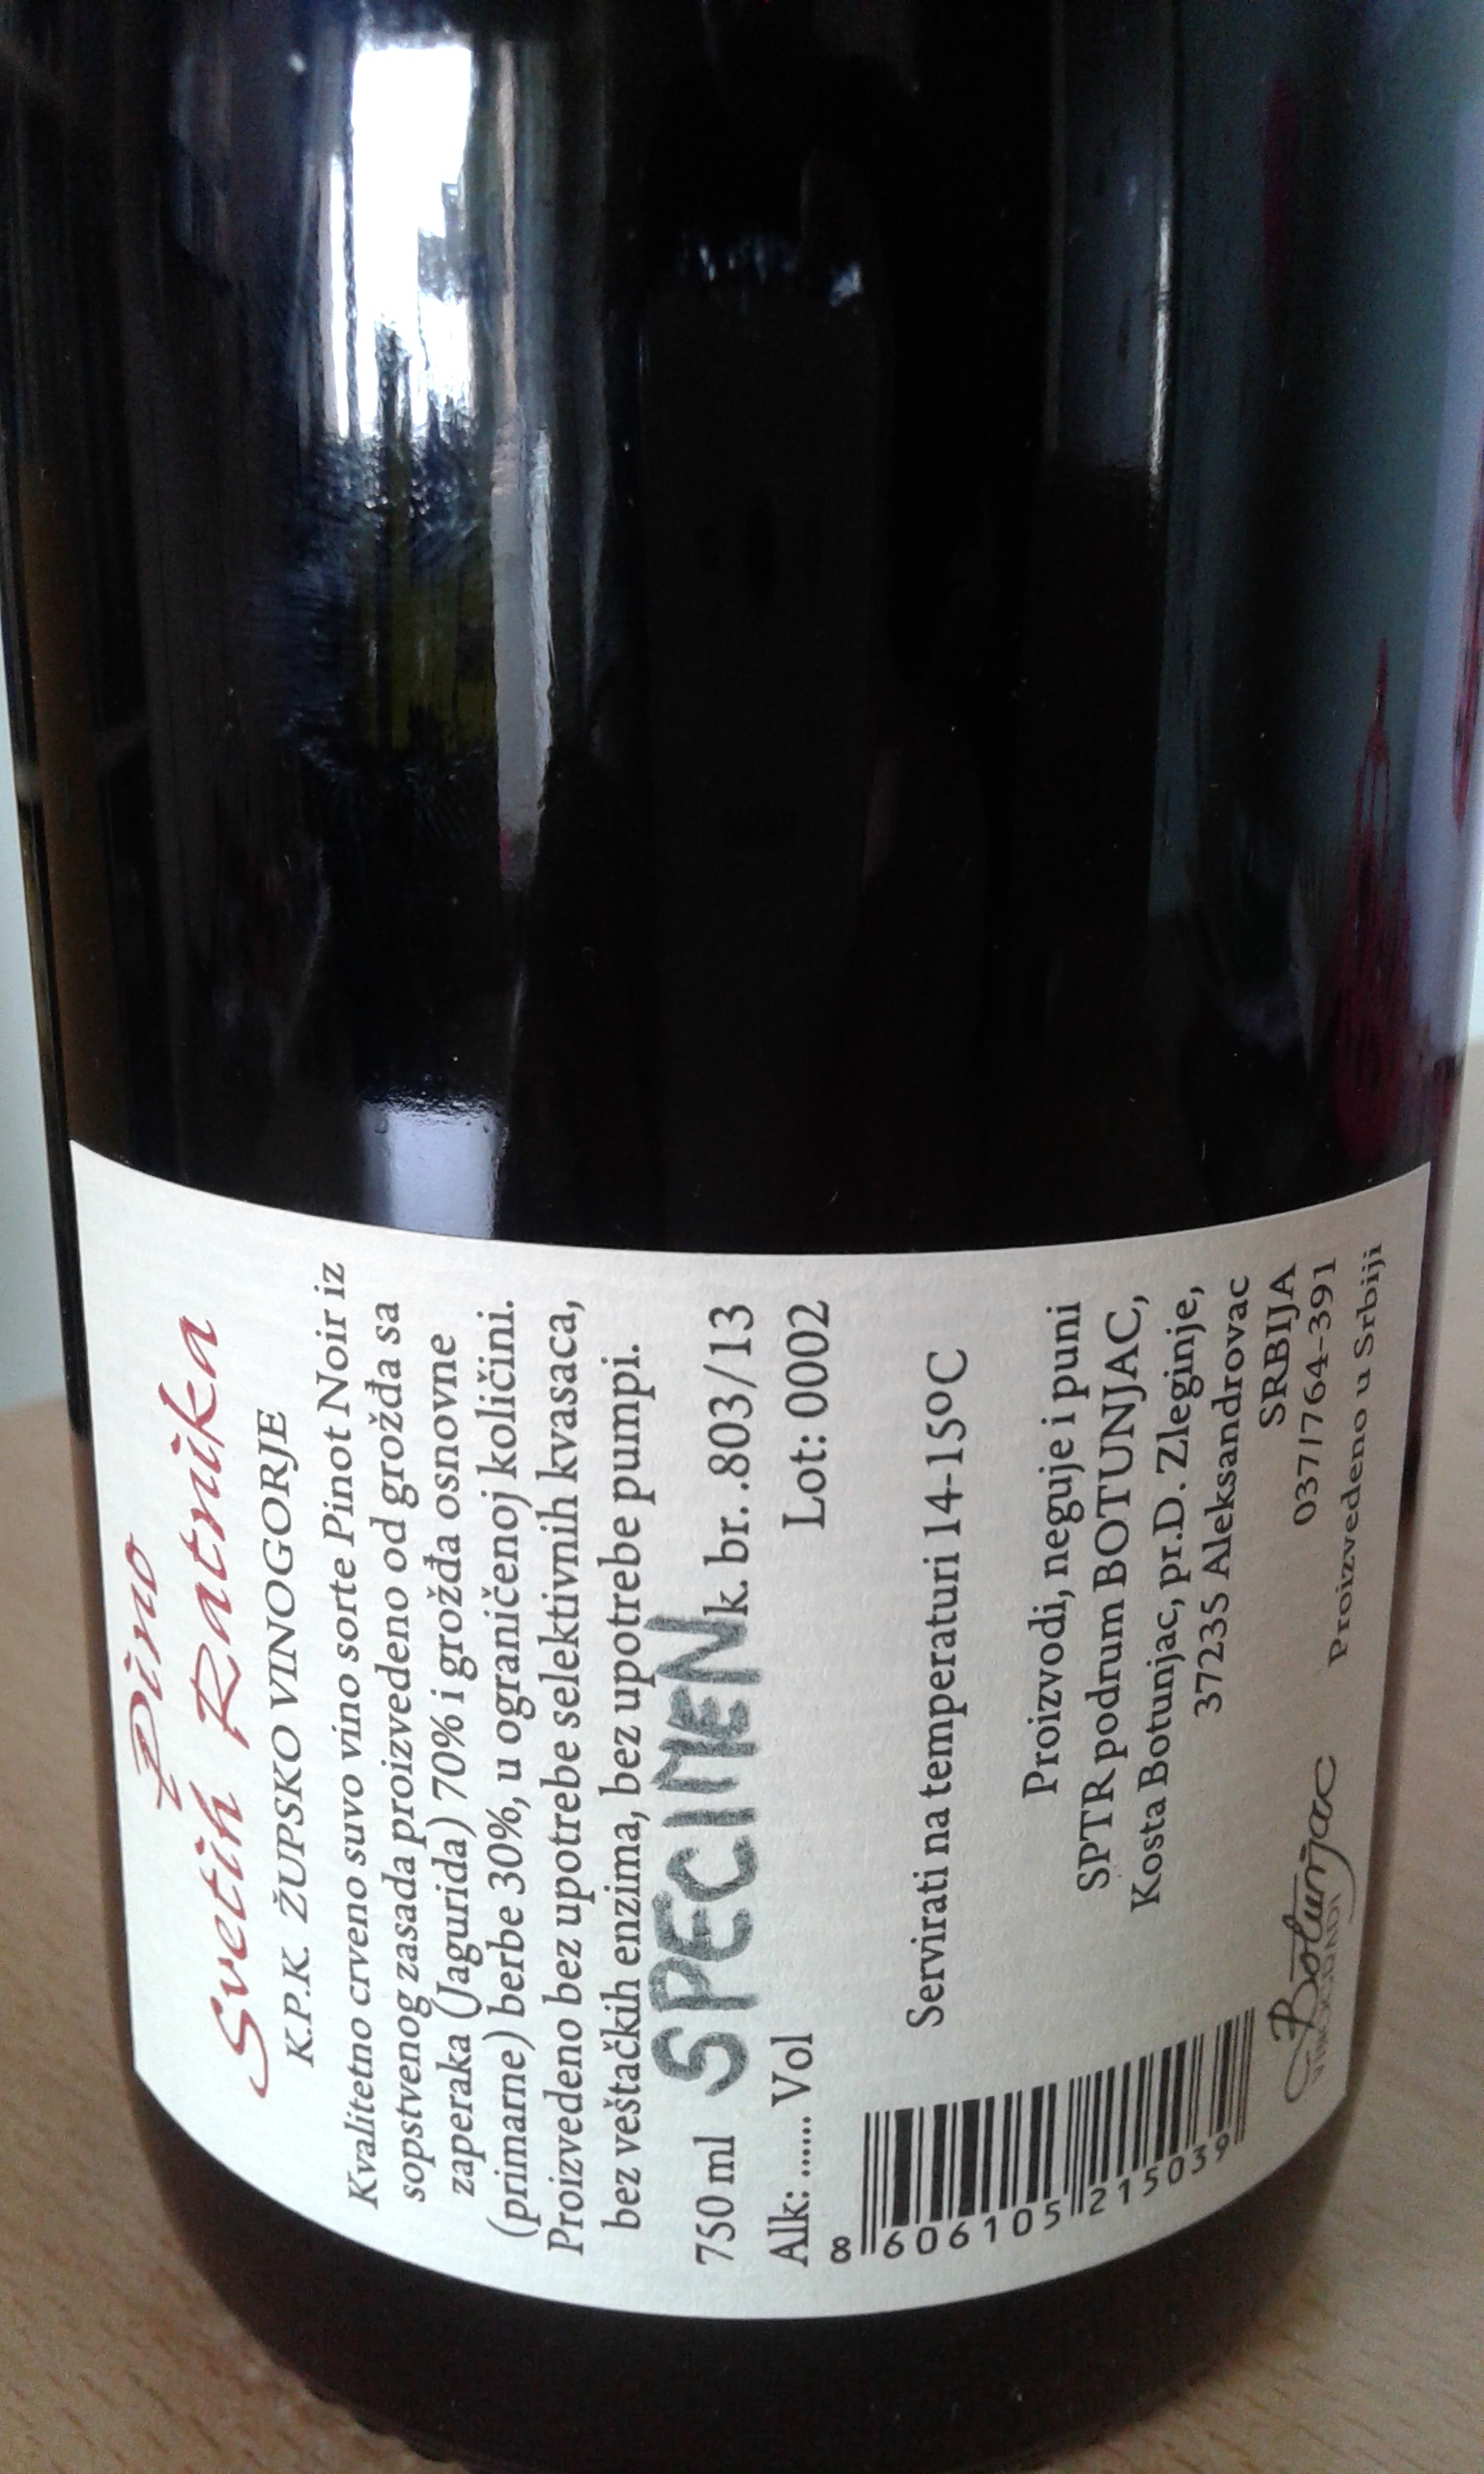 Pino
Svetih Ratnika
K.P.K. ŽUPSKO VINOGORJE
Kvalitetno crveno suvo vino sorte Pinot Noir iz
sopstvenog zasada proizvedeno od grožđa sa
zaperaka (Jagurida) 70% i grožđa osnovne
(primarne) berbe 30%, u ograničenoj količini.
Proizvedeno bez upotrebe selektivnih kvasaca,
bez veštačkih enzima, bez upotrebe pumpi.
750 ml SPECIMEN k. br. .803/13
Alk: ...... Vol Lot: 0002
Servirati na temperaturi 14-15ºC
8 606105 215039
Proizvodi, neguje i puni
SPTR podrum BOTUNJAC,
Kosta Botunjac, pr.D. Zleginje,
37235 Aleksandrovac
SRBIJA
037/764-391
Botunjac
VINOGRADI
Proizvedeno u Srbiji